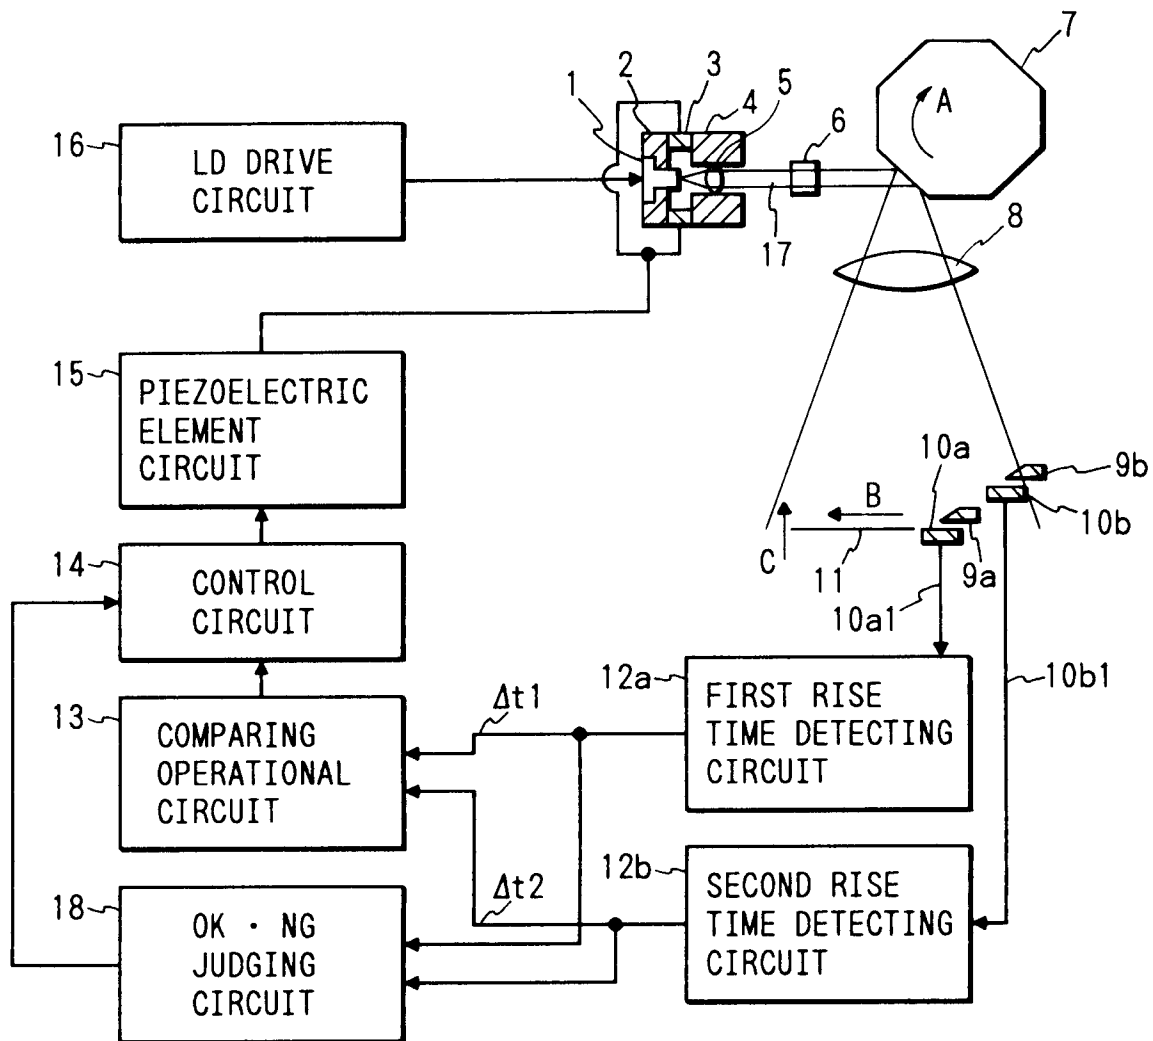 7
A
1
2
3
4
5
6
16
LD DRIVE
CIRCUIT
17
8
15
PIEZOELECTRIC
ELEMENT
CIRCUIT
10a
9b
B
10b
C
11
9a
14
CONTROL
CIRCUIT
10a1
12a
FIRST RISE
TIME DETECTING
CIRCUIT
10b1
13
COMPARING
OPERATIONAL
CIRCUIT
Δt1
12b
SECOND RISE
TIME DETECTING
CIRCUIT
Δt2
18
OK · NG
JUDGING
CIRCUIT